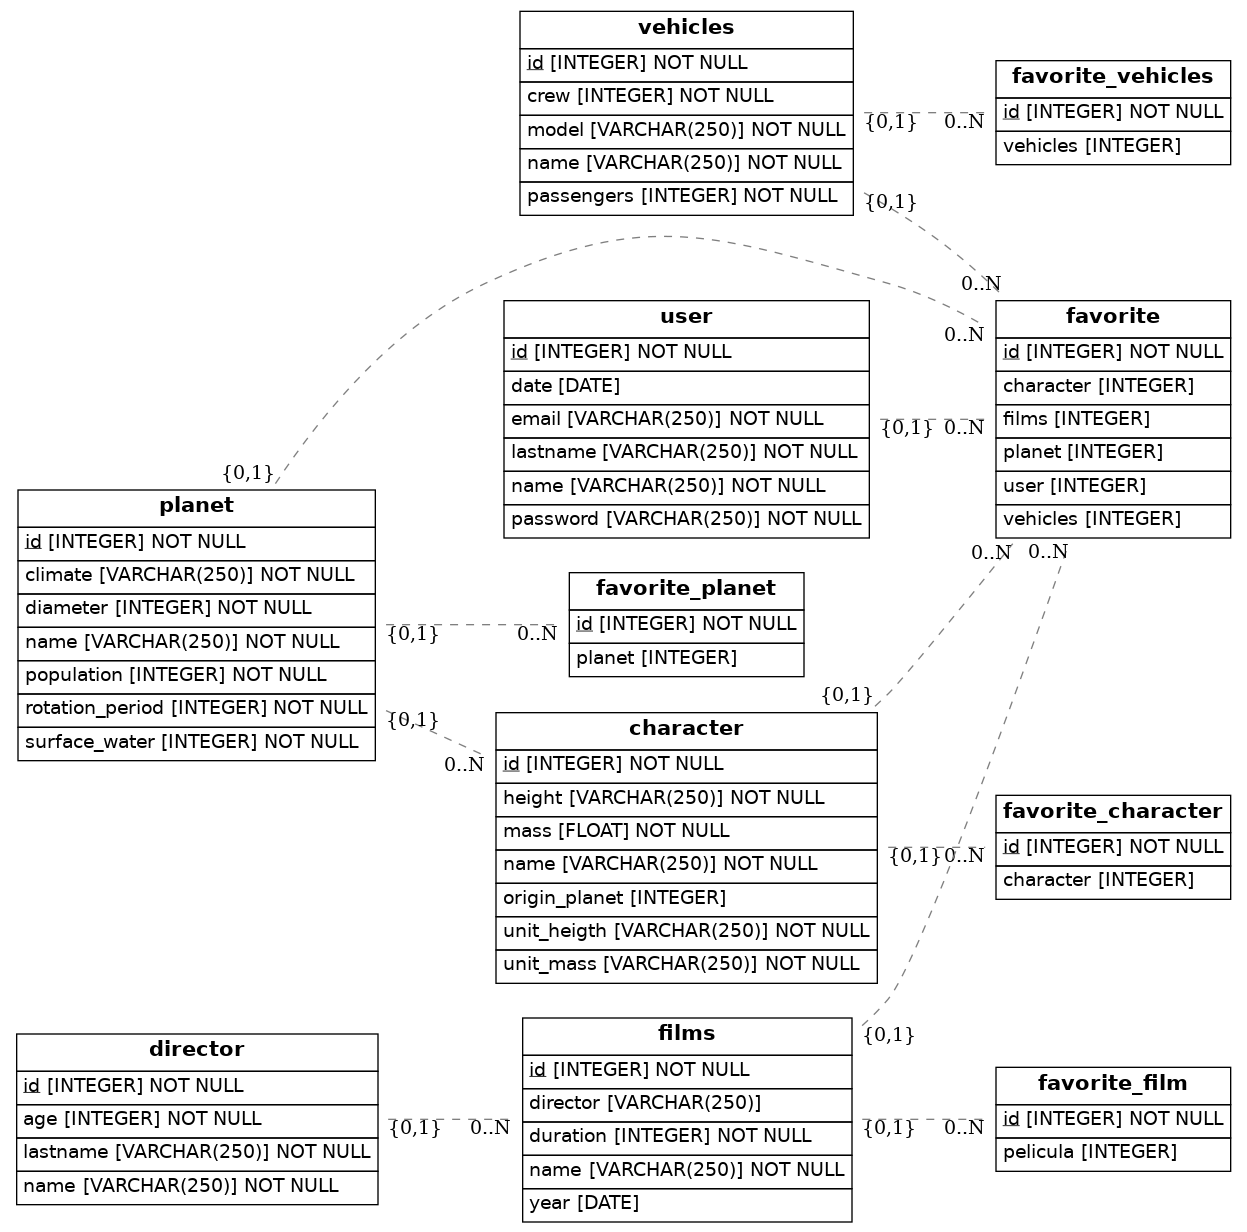 vehicles
id [INTEGER] NOT NULL
crew [INTEGER] NOT NULL
model [VARCHAR(250)] NOT NULL
name [VARCHAR(250)] NOT NULL
passengers [INTEGER] NOT NULL
favorite_vehicles
id [INTEGER] NOT NULL
vehicles [INTEGER]
{0,1} 0..N
{0,1}
0..N
0..N
user
id [INTEGER] NOT NULL
date [DATE]
email [VARCHAR(250)] NOT NULL
lastname [VARCHAR(250)] NOT NULL
name [VARCHAR(250)] NOT NULL
password [VARCHAR(250)] NOT NULL
{0,1} 0..N
favorite
id [INTEGER] NOT NULL
character [INTEGER]
films [INTEGER]
planet [INTEGER]
user [INTEGER]
vehicles [INTEGER]
0..N 0..N
{0,1}
planet
id [INTEGER] NOT NULL
climate [VARCHAR(250)] NOT NULL
diameter [INTEGER] NOT NULL
name [VARCHAR(250)] NOT NULL
population [INTEGER] NOT NULL
rotation_period [INTEGER] NOT NULL
surface_water [INTEGER] NOT NULL
{0,1} 0..N
favorite_planet
id [INTEGER] NOT NULL
planet [INTEGER]
{0,1}
0..N
{0,1}
character
id [INTEGER] NOT NULL
height [VARCHAR(250)] NOT NULL
mass [FLOAT] NOT NULL
name [VARCHAR(250)] NOT NULL
origin_planet [INTEGER]
unit_heigth [VARCHAR(250)] NOT NULL
unit_mass [VARCHAR(250)] NOT NULL
{0,1} 0..N
favorite_character
id [INTEGER] NOT NULL
character [INTEGER]
director
id [INTEGER] NOT NULL
age [INTEGER] NOT NULL
lastname [VARCHAR(250)] NOT NULL
name [VARCHAR(250)] NOT NULL
{0,1} 0..N
films
id [INTEGER] NOT NULL
director [VARCHAR(250)]
duration [INTEGER] NOT NULL
name [VARCHAR(250)] NOT NULL
year [DATE]
{0,1}
{0,1} 0..N
favorite_film
id [INTEGER] NOT NULL
pelicula [INTEGER]